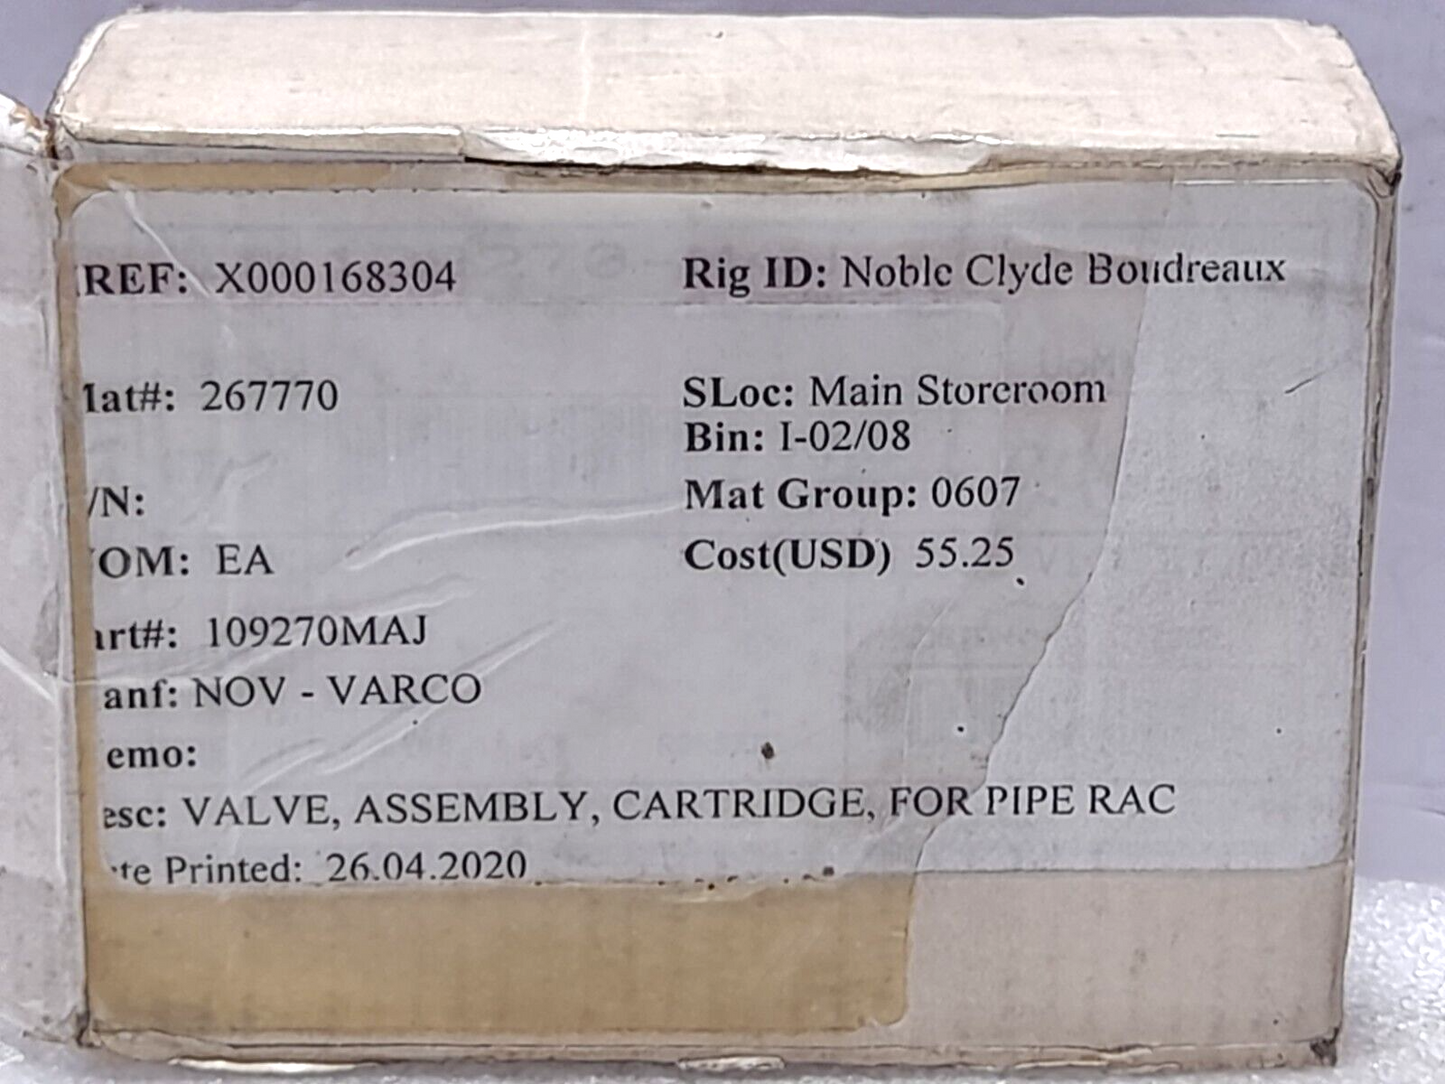 REF: X000168304 Rig ID: Noble Clyde Boudreaux
Mat#: 267770 SLoc: Main Storeroom
Bin: I-02/08
/N: Mat Group: 0607
OM: EA Cost(USD) 55.25
art#: 109270MAJ
anf: NOV - VARCO
emo:
esc: VALVE, ASSEMBLY, CARTRIDGE, FOR PIPE RAC
te Printed: 26.04.2020